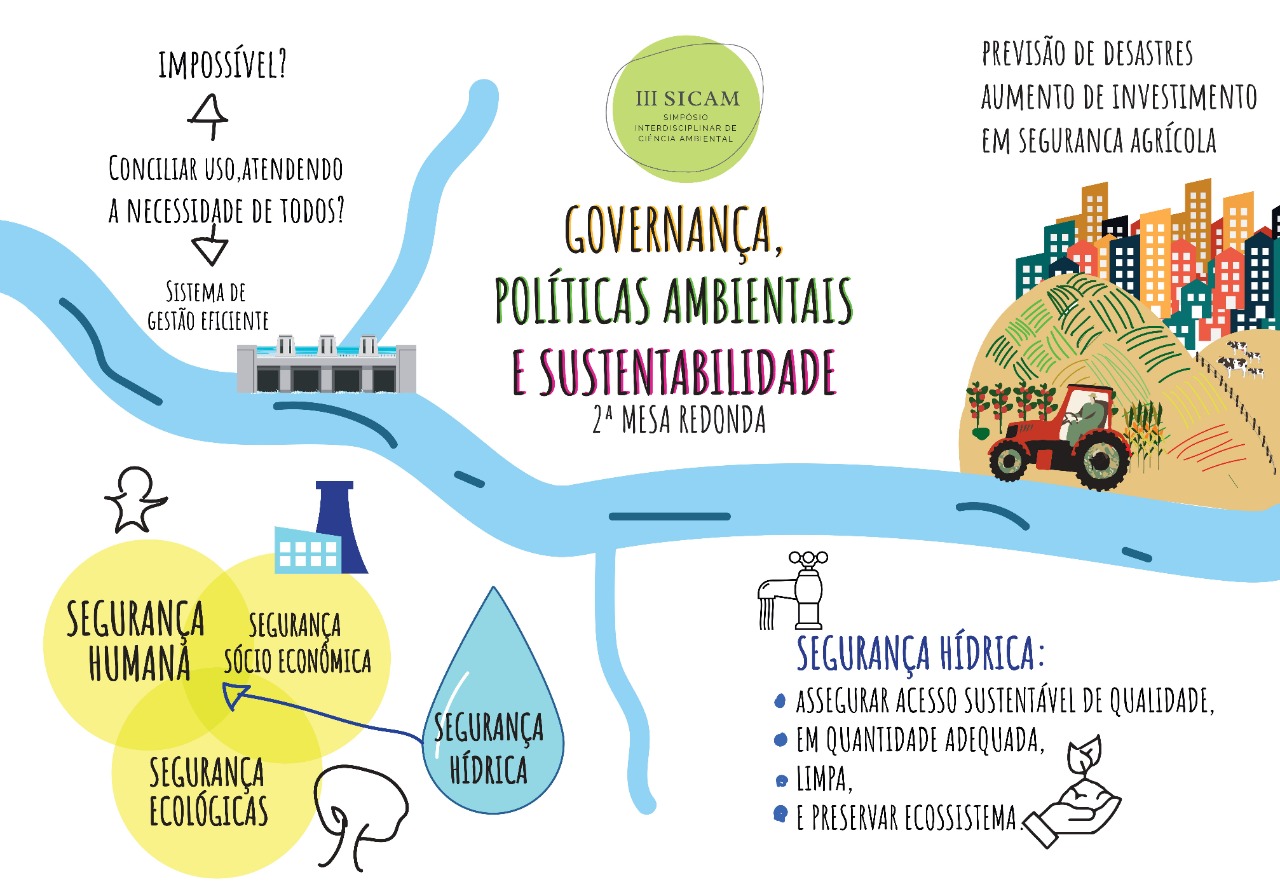 IMPOSSÍVEL?
CONCILIAR USO,ATENDENDO
A NECESSIDADE DE TODOS?
SISTEMA DE
GESTÃO EFICIENTE
III SICAM
SIMPÓSIO
INTERDISCIPLINAR DE
CIÊNCIA AMBIENTAL
GOVERNANÇA,
POLÍTICAS AMBIENTAIS
E SUSTENTABILIDADE
2ª MESA REDONDA
PREVISÃO DE DESASTRES
AUMENTO DE INVESTIMENTO
EM SEGURANCA AGRÍCOLA
SEGURANÇA
HUMANA
SEGURANÇA
SÓCIO ECONÔMICA
SEGURANÇA
ECOLÓGICAS
SEGURANÇA
HÍDRICA
SEGURANÇA HÍDRICA:
ASSEGURAR ACESSO SUSTENTÁVEL DE QUALIDADE,
EM QUANTIDADE ADEQUADA,
LIMPA,
E PRESERVAR ECOSSISTEMA.